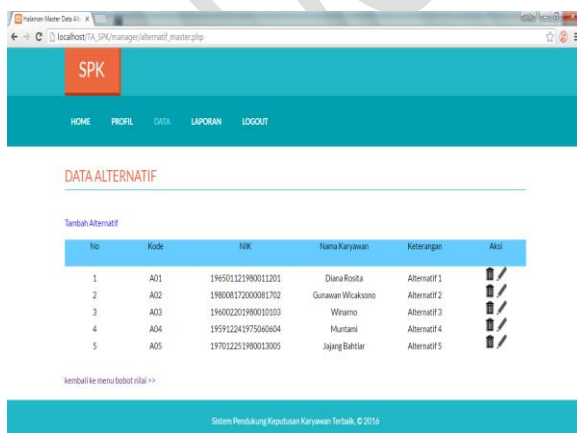 Halaman Master Data Alt
localhost/TA_SPK/manager/alternatif_master.php
SPK
HOME PROFIL DATA LAPORAN LOGOUT
DATA ALTERNATIF
Tambah Alternatif
No Kode NIK Nama Karyawan Keterangan Aksi
1 A01 196501121980011201 Diana Rosita Alternatif 1
2 A02 198008172000081702 Gunawan Wicaksono Alternatif 2
3 A03 196002201980010103 Winarno Alternatif 3
4 A04 195912241975060604 Muntami Alternatif 4
5 A05 197012251980013005 Jajang Bahtiar Alternatif 5
kembali ke menu bobot nilai >>
Sistem Pendukung Keputusan Karyawan Terbaik, © 2016